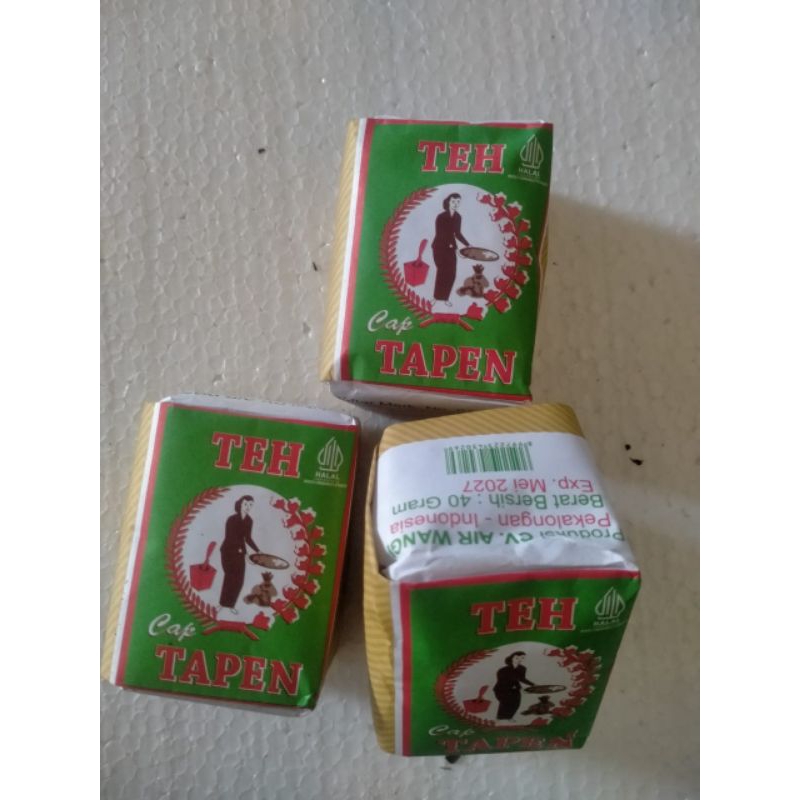 TEH
HALAL
Cap
TAPEN
TEH
HALAL
Cap
TAPEN
Produksi CV. AIR WANGI
Pekalongan - Indonesia
Berat Bersih : 40 Gram
Exp. Mei 2027
TEH
HALAL
Cap
TAPEN